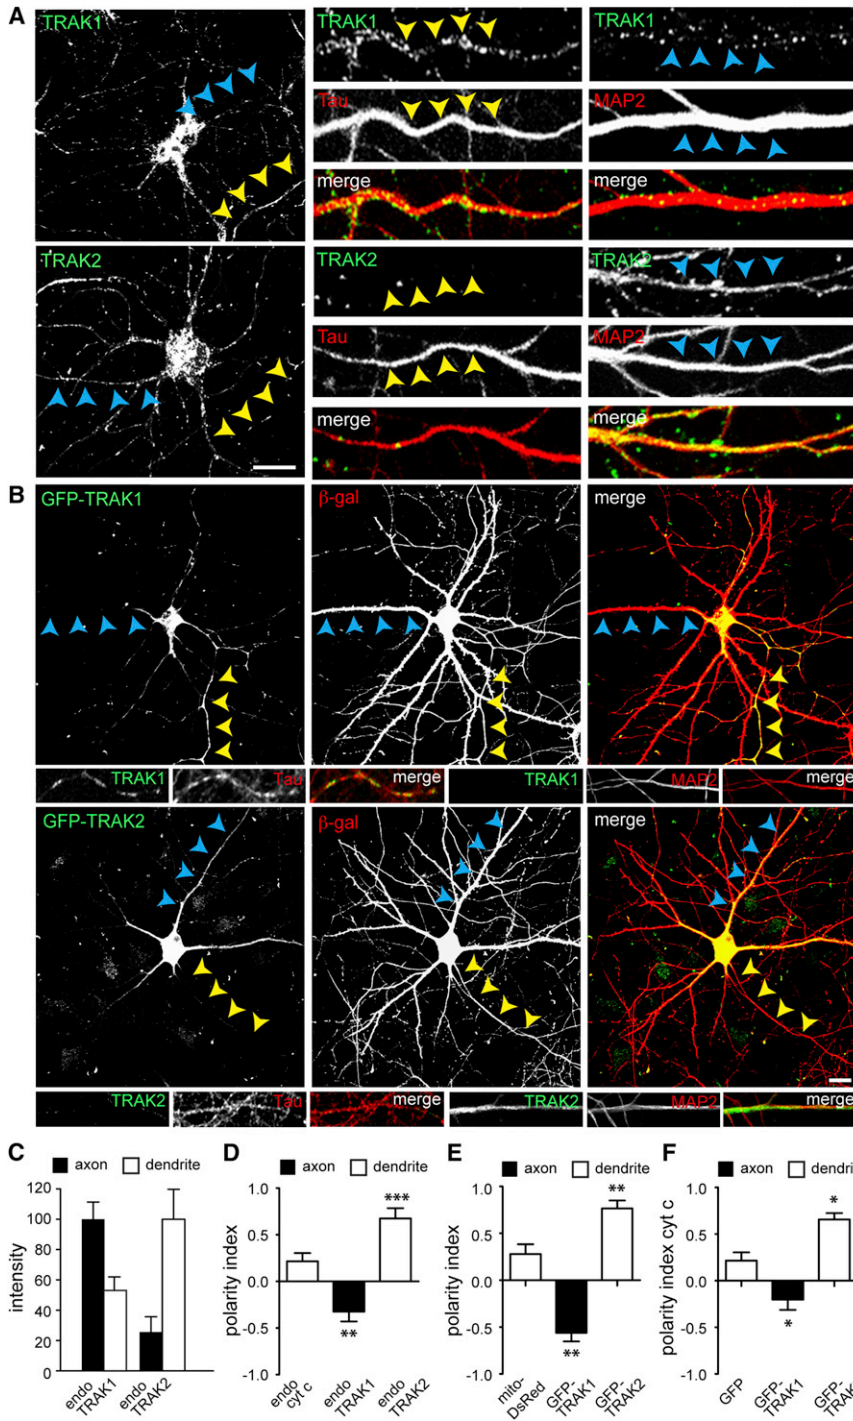 A
TRAK1
TRAK1
TRAK1
Tau
MAP2
merge
merge
TRAK2
TRAK2
TRAK2
Tau
MAP2
merge
merge
B
GFP-TRAK1
β-gal
merge
TRAK1
Tau
merge
TRAK1
MAP2
merge
GFP-TRAK2
β-gal
merge
TRAK2
Tau
merge
TRAK2
MAP2
merge
C
axon
dendrite
intensity
120
100
80
60
40
20
0
endo TRAK1
endo TRAK2
D
axon
dendrite
polarity index
1.0
0.5
0.0
-0.5
-1.0
**
***
endo cyt c
endo TRAK1
endo TRAK2
E
axon
dendrite
polarity index
1.0
0.5
0.0
-0.5
-1.0
**
**
mito-DsRed
GFP-TRAK1
GFP-TRAK2
F
axon
dendri
polarity index cyt c
1.0
0.5
0.0
-0.5
-1.0
*
*
GFP
GFP-TRAK1
GFP-TRAK